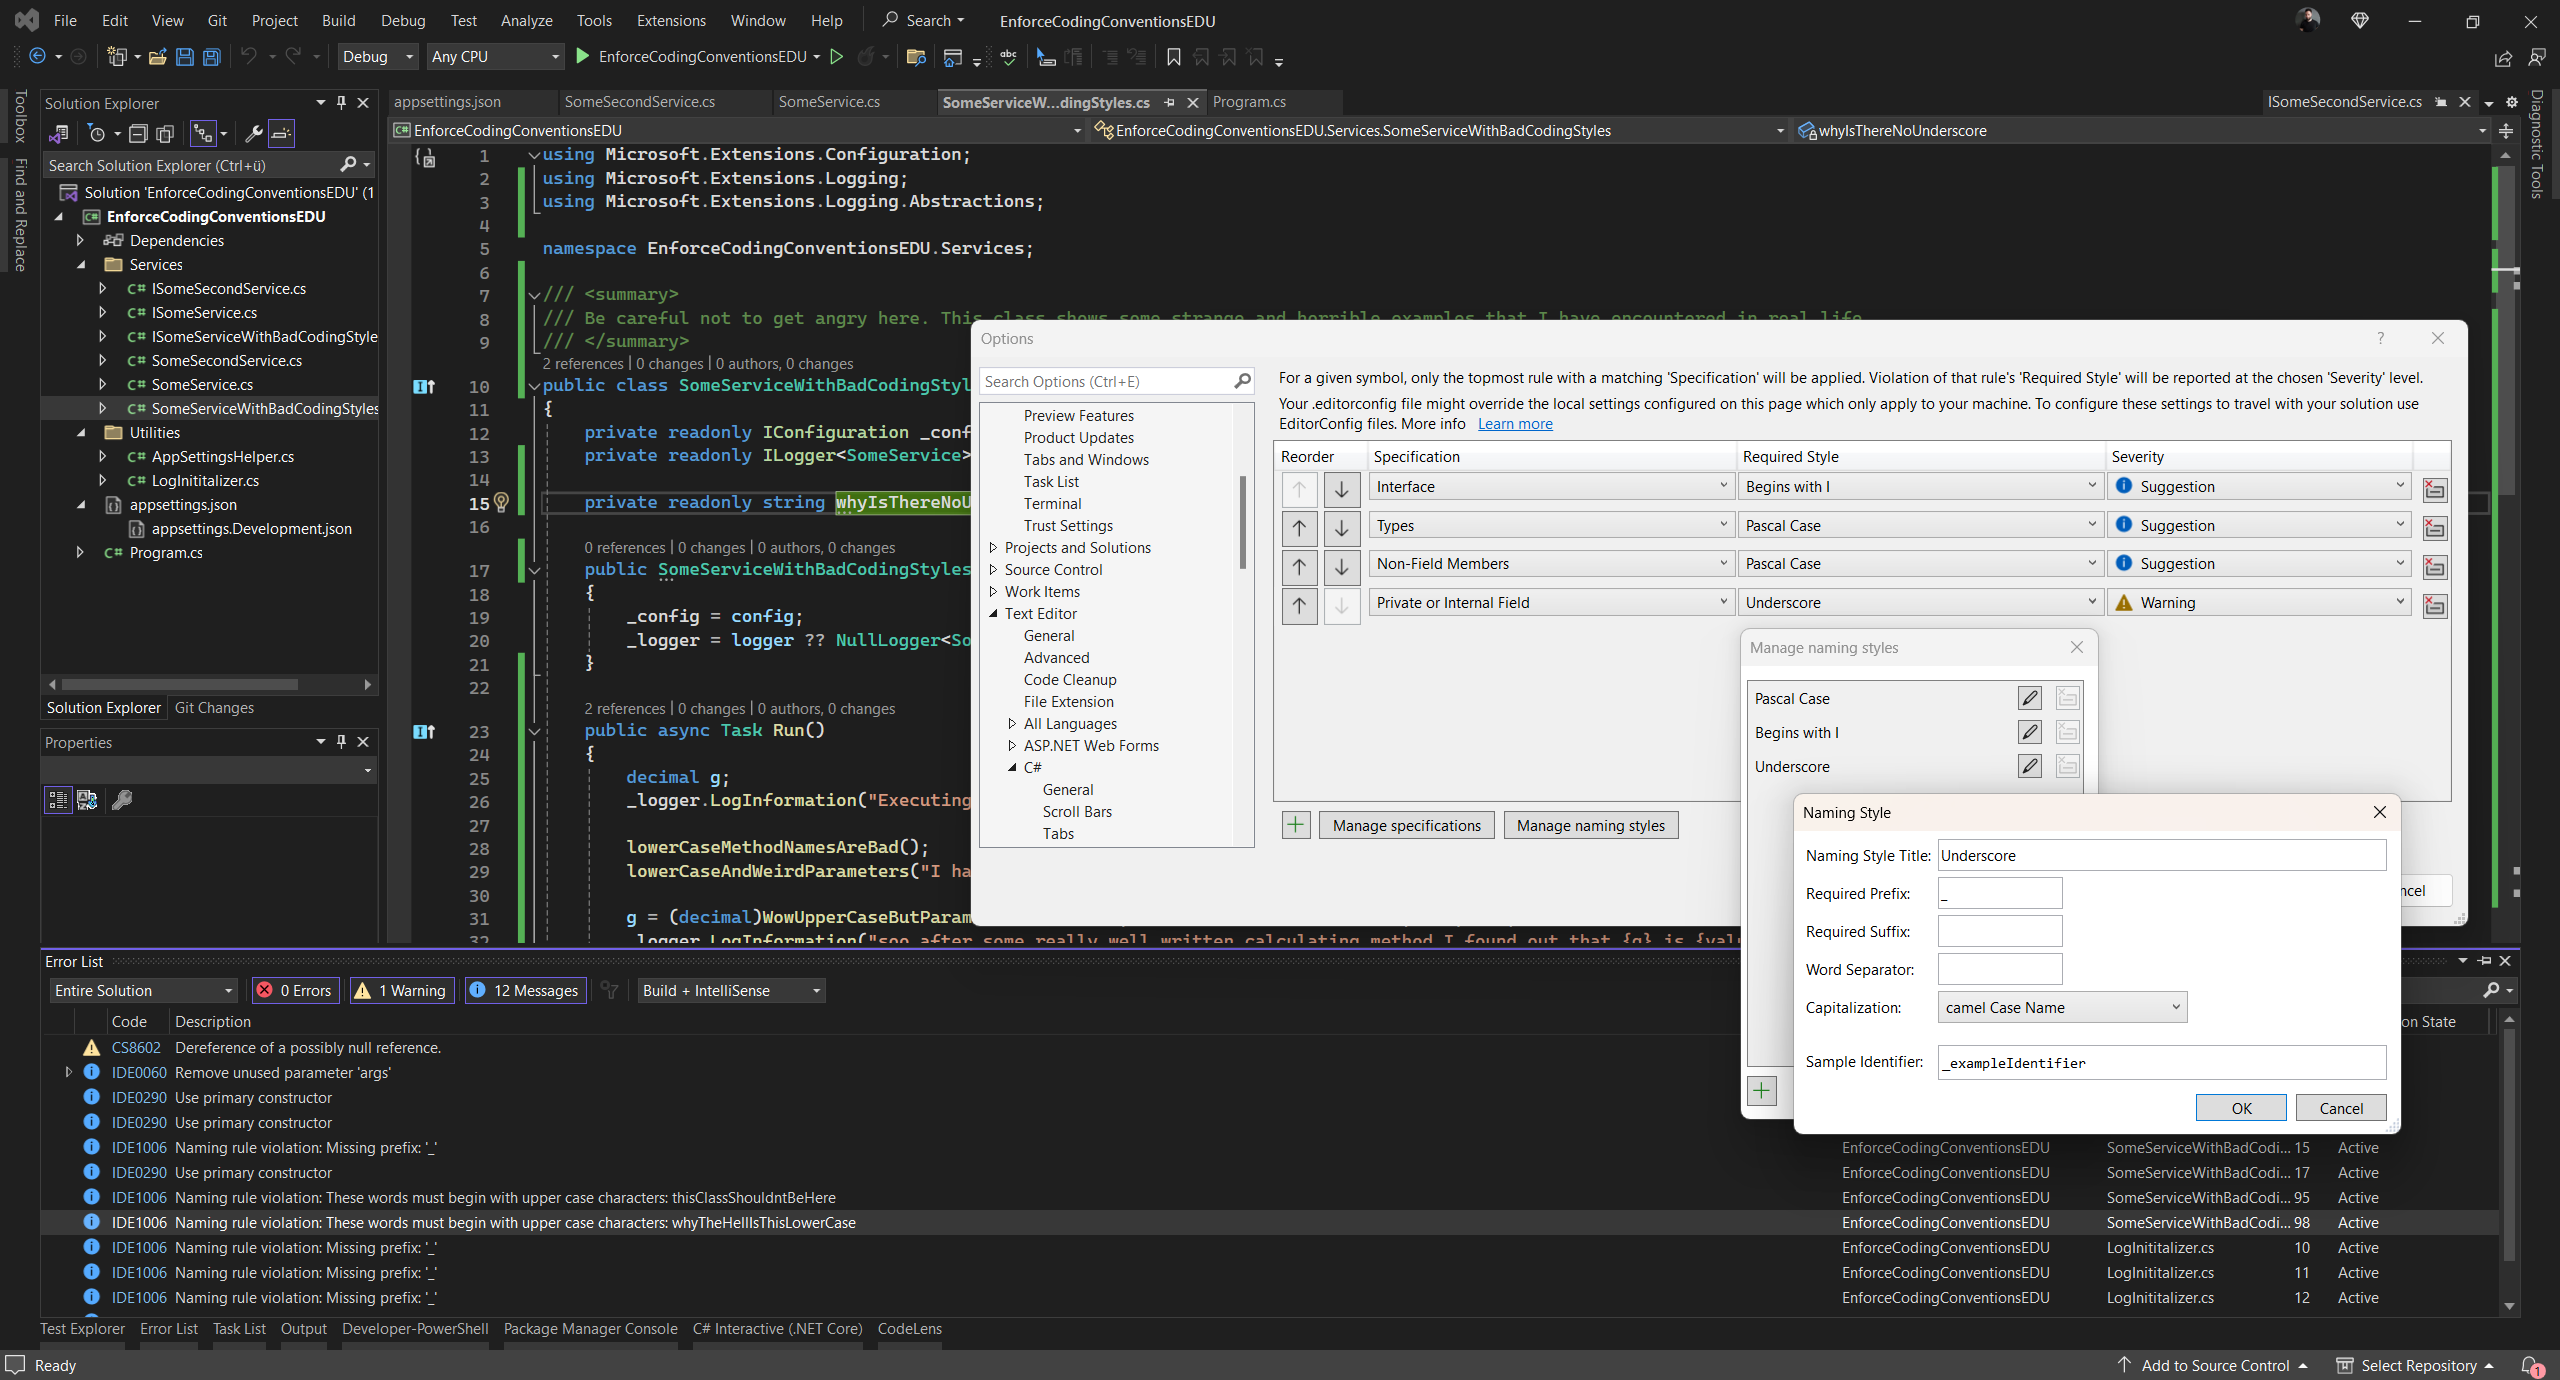 File Edit View Git Project Build Debug Test Analyze Tools Extensions Window Help Search EnforceCodingConventionsEDU
Debug Any CPU EnforceCodingConventionsEDU
Toolbox
Find and Replace
Diagnostic Tools
Solution Explorer
Search Solution Explorer (Ctrl+ü)
Solution 'EnforceCodingConventionsEDU' (1
EnforceCodingConventionsEDU
Dependencies
Services
ISomeSecondService.cs
ISomeService.cs
ISomeServiceWithBadCodingStyle
SomeSecondService.cs
SomeService.cs
SomeServiceWithBadCodingStyles
Utilities
AppSettingsHelper.cs
LogInititalizer.cs
appsettings.json
appsettings.Development.json
Program.cs
Solution Explorer Git Changes
Properties
appsettings.json SomeSecondService.cs SomeService.cs SomeServiceW...dingStyles.cs Program.cs ISomeSecondService.cs
EnforceCodingConventionsEDU EnforceCodingConventionsEDU.Services.SomeServiceWithBadCodingStyles whyIsThereNoUnderscore
1 using Microsoft.Extensions.Configuration;
2 using Microsoft.Extensions.Logging;
3 using Microsoft.Extensions.Logging.Abstractions;
4
5 namespace EnforceCodingConventionsEDU.Services;
6
7 /// <summary>
8 /// Be careful not to get angry here. This class shows some strange and horrible examples that I have encountered in real life
9 /// </summary>
2 references | 0 changes | 0 authors, 0 changes
10 public class SomeServiceWithBadCodingStyl
11 {
12 private readonly IConfiguration _conf
13 private readonly ILogger<SomeService>
14
15 private readonly string whyIsThereNoU
16
0 references | 0 changes | 0 authors, 0 changes
17 public SomeServiceWithBadCodingStyles
18 {
19 _config = config;
20 _logger = logger ?? NullLogger<So
21 }
22
2 references | 0 changes | 0 authors, 0 changes
23 public async Task Run()
24 {
25 decimal g;
26 _logger.LogInformation("Executing
27
28 lowerCaseMethodNamesAreBad();
29 lowerCaseAndWeirdParameters("I ha
30
31 g = (decimal)WowUpperCaseButParam
32 _logger.LogInformation("soo after some really well written calculating method I found out that {g} is {valu
Options
Search Options (Ctrl+E)
Preview Features
Product Updates
Tabs and Windows
Task List
Terminal
Trust Settings
Projects and Solutions
Source Control
Work Items
Text Editor
General
Advanced
Code Cleanup
File Extension
All Languages
ASP.NET Web Forms
C#
General
Scroll Bars
Tabs
For a given symbol, only the topmost rule with a matching 'Specification' will be applied. Violation of that rule's 'Required Style' will be reported at the chosen 'Severity' level.
Your .editorconfig file might override the local settings configured on this page which only apply to your machine. To configure these settings to travel with your solution use
EditorConfig files. More info Learn more
Reorder Specification Required Style Severity
Interface Begins with I Suggestion
Types Pascal Case Suggestion
Non-Field Members Pascal Case Suggestion
Private or Internal Field Underscore Warning
Manage specifications Manage naming styles
ncel
Manage naming styles
Pascal Case
Begins with I
Underscore
Naming Style
Naming Style Title: Underscore
Required Prefix: _
Required Suffix:
Word Separator:
Capitalization: camel Case Name
Sample Identifier: _exampleIdentifier
OK Cancel
Error List
Entire Solution 0 Errors 1 Warning 12 Messages Build + IntelliSense
Code Description on State
CS8602 Dereference of a possibly null reference.
IDE0060 Remove unused parameter 'args'
IDE0290 Use primary constructor
IDE0290 Use primary constructor
IDE1006 Naming rule violation: Missing prefix: '_' EnforceCodingConventionsEDU SomeServiceWithBadCodi... 15 Active
IDE0290 Use primary constructor EnforceCodingConventionsEDU SomeServiceWithBadCodi... 17 Active
IDE1006 Naming rule violation: These words must begin with upper case characters: thisClassShouldntBeHere EnforceCodingConventionsEDU SomeServiceWithBadCodi... 95 Active
IDE1006 Naming rule violation: These words must begin with upper case characters: whyTheHellIsThisLowerCase EnforceCodingConventionsEDU SomeServiceWithBadCodi... 98 Active
IDE1006 Naming rule violation: Missing prefix: '_' EnforceCodingConventionsEDU LogInititalizer.cs 10 Active
IDE1006 Naming rule violation: Missing prefix: '_' EnforceCodingConventionsEDU LogInititalizer.cs 11 Active
IDE1006 Naming rule violation: Missing prefix: '_' EnforceCodingConventionsEDU LogInititalizer.cs 12 Active
Test Explorer Error List Task List Output Developer-PowerShell Package Manager Console C# Interactive (.NET Core) CodeLens
Ready Add to Source Control Select Repository 1